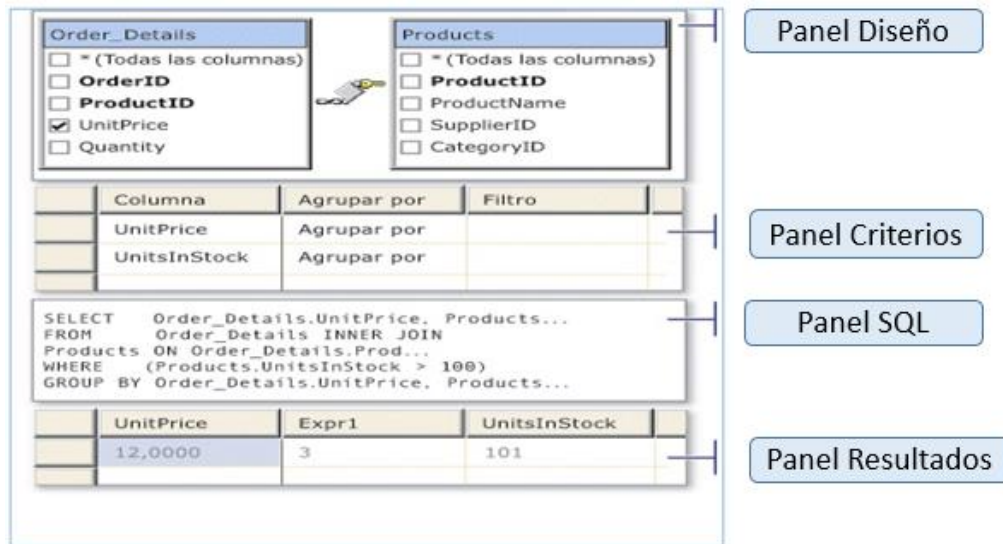 Order_Details
* (Todas las columnas)
OrderID
ProductID
UnitPrice
Quantity
Products
* (Todas las columnas)
ProductID
ProductName
SupplierID
CategoryID
Panel Diseño
Columna Agrupar por Filtro
UnitPrice Agrupar por
UnitsInStock Agrupar por
Panel Criterios
SELECT Order_Details.UnitPrice, Products...
FROM Order_Details INNER JOIN
Products ON Order_Details.Prod...
WHERE (Products.UnitsInStock > 100)
GROUP BY Order_Details.UnitPrice, Products...
Panel SQL
UnitPrice Expr1 UnitsInStock
12,0000 3 101
Panel Resultados